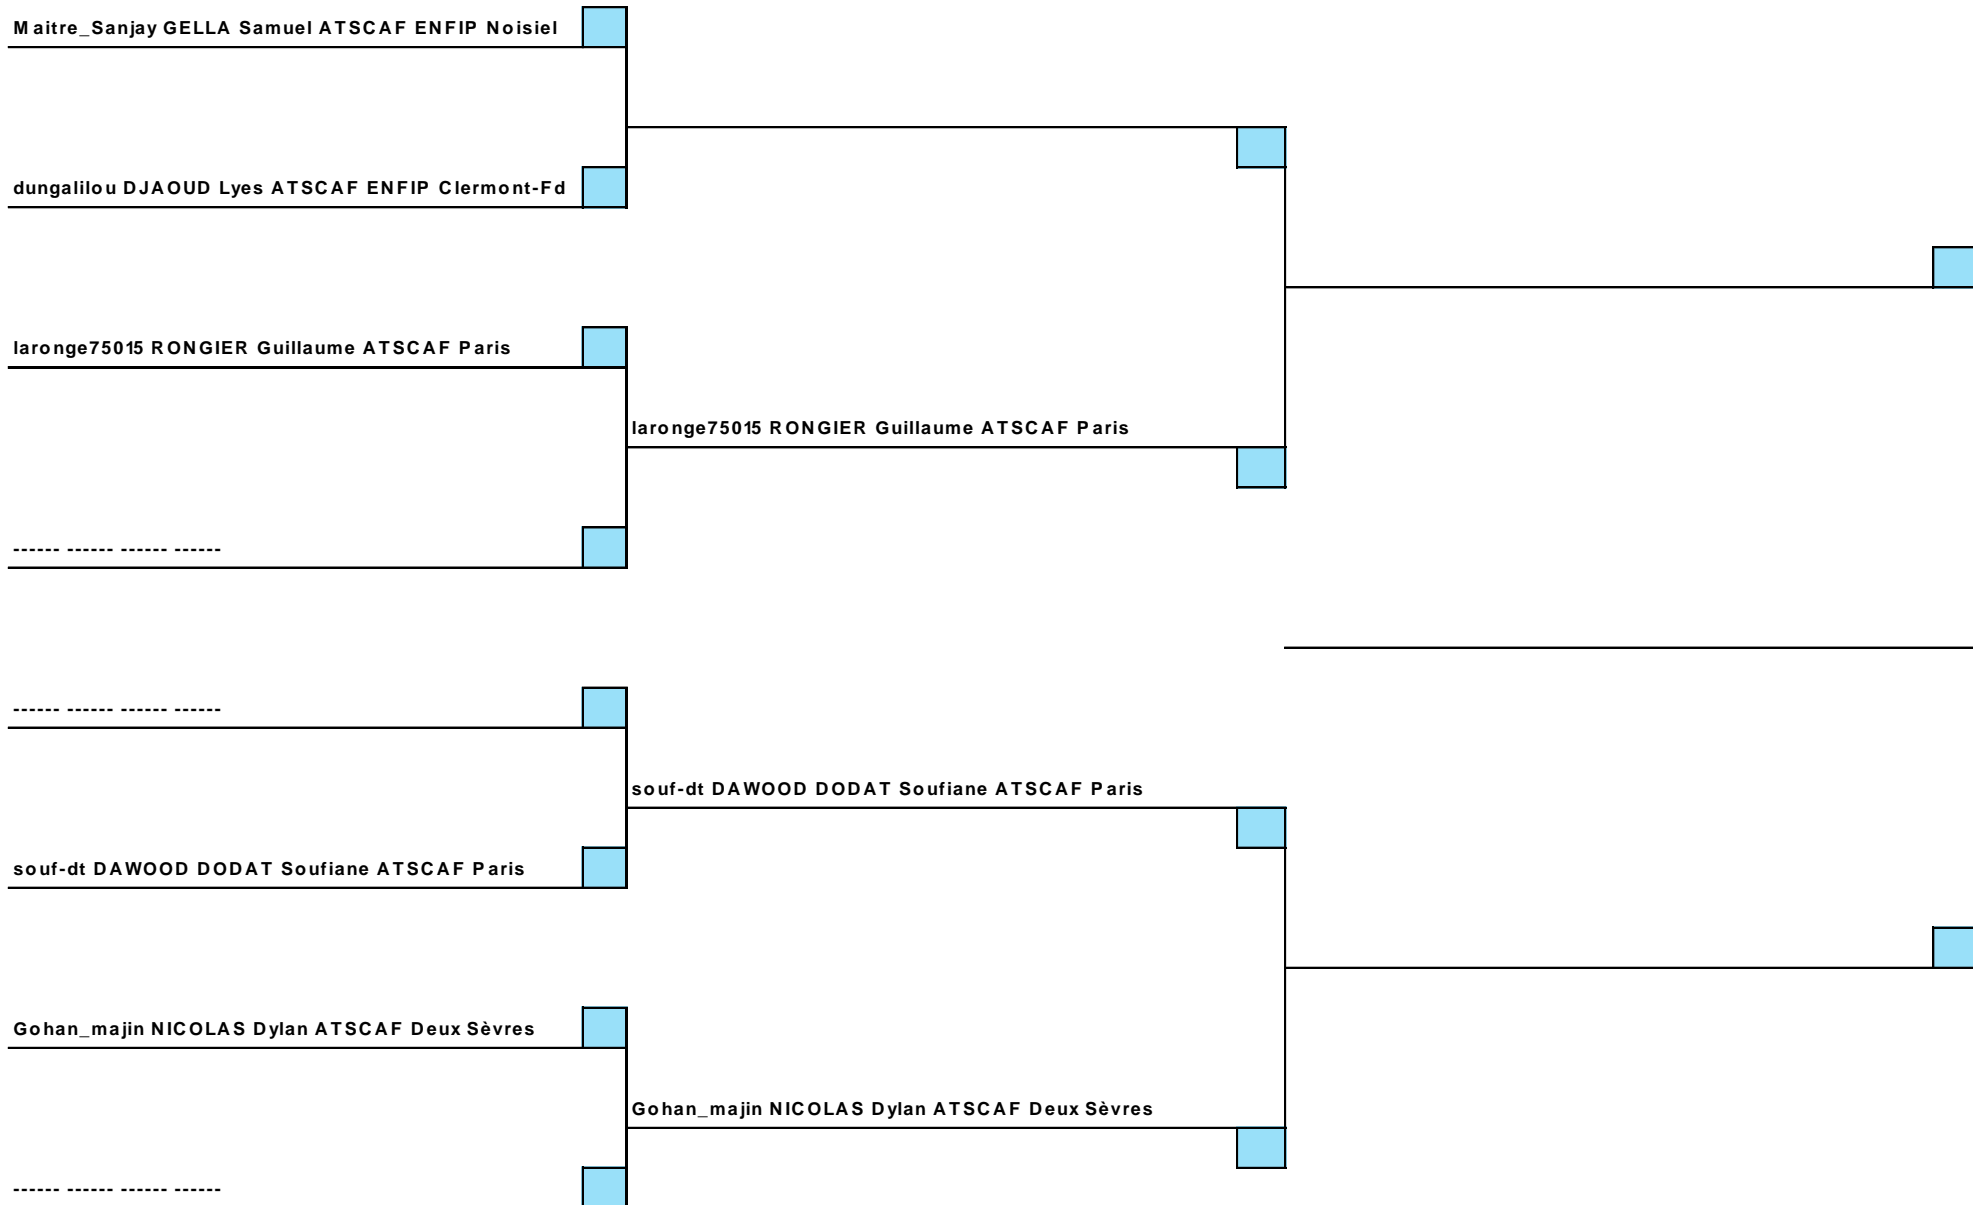 Maitre_Sanjay GELLA Samuel ATSCAF ENFIP Noisiel
dungalilou DJAOUD Lyes ATSCAF ENFIP Clermont-Fd
laronge75015 RONGIER Guillaume ATSCAF Paris
laronge75015 RONGIER Guillaume ATSCAF Paris
------ ------ ------ ------
------ ------ ------ ------
souf-dt DAWOOD DODAT Soufiane ATSCAF Paris
souf-dt DAWOOD DODAT Soufiane ATSCAF Paris
Gohan_majin NICOLAS Dylan ATSCAF Deux Sèvres
Gohan_majin NICOLAS Dylan ATSCAF Deux Sèvres
------ ------ ------ ------